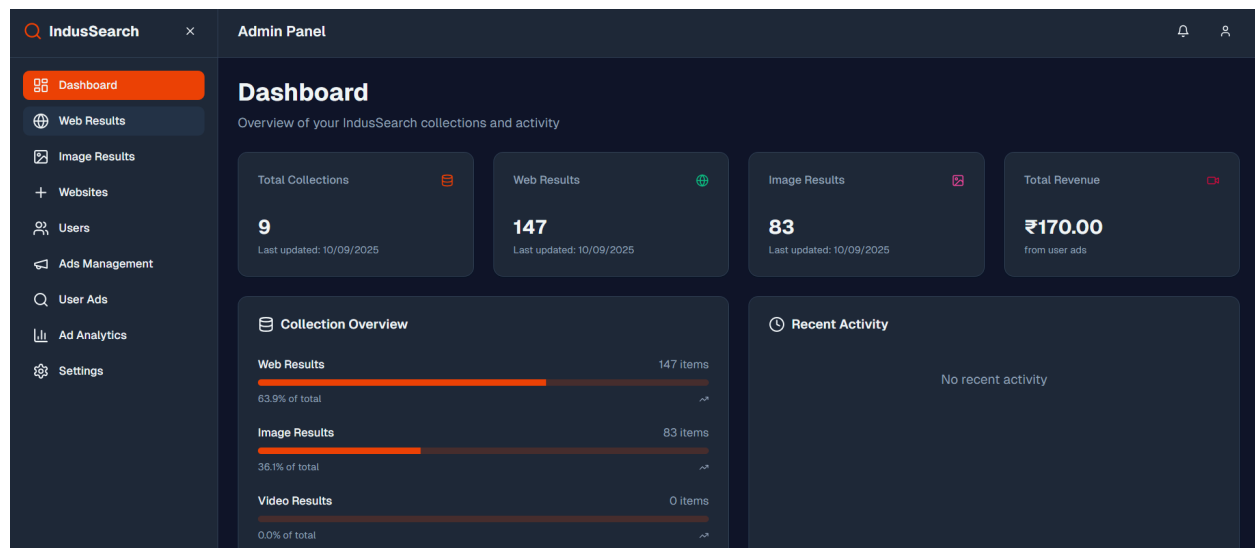 IndusSearch
Admin Panel
Dashboard
Web Results
Image Results
Websites
Users
Ads Management
User Ads
Ad Analytics
Settings
Dashboard
Overview of your IndusSearch collections and activity
Total Collections
9
Last updated: 10/09/2025
Web Results
147
Last updated: 10/09/2025
Image Results
83
Last updated: 10/09/2025
Total Revenue
₹170.00
from user ads
Collection Overview
Web Results 147 items
63.9% of total
Image Results 83 items
36.1% of total
Video Results 0 items
0.0% of total
Recent Activity
No recent activity